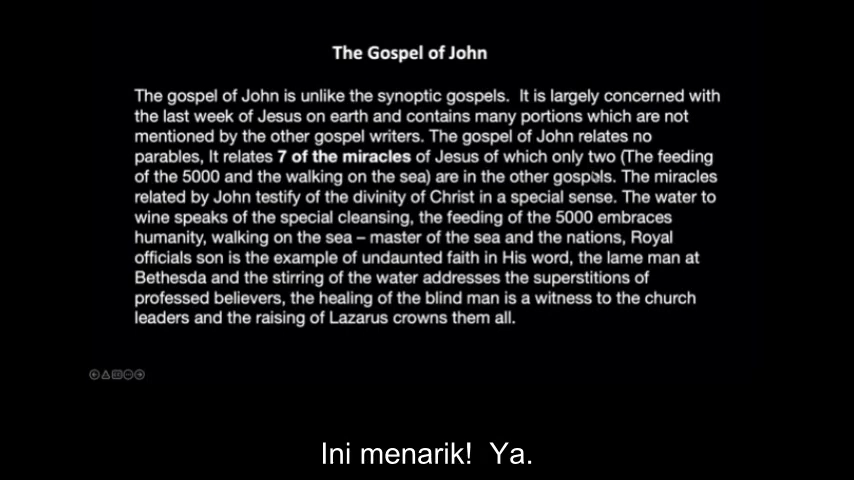 The Gospel of John
The gospel of John is unlike the synoptic gospels.  It is largely concerned with
the last week of Jesus on earth and contains many portions which are not
mentioned by the other gospel writers. The gospel of John relates no
parables, It relates 7 of the miracles of Jesus of which only two (The feeding
of the 5000 and the walking on the sea) are in the other gospels. The miracles
related by John testify of the divinity of Christ in a special sense. The water to
wine speaks of the special cleansing, the feeding of the 5000 embraces
humanity, walking on the sea – master of the sea and the nations, Royal
officials son is the example of undaunted faith in His word, the lame man at
Bethesda and the stirring of the water addresses the superstitions of
professed believers, the healing of the blind man is a witness to the church
leaders and the raising of Lazarus crowns them all.
Ini menarik!  Ya.